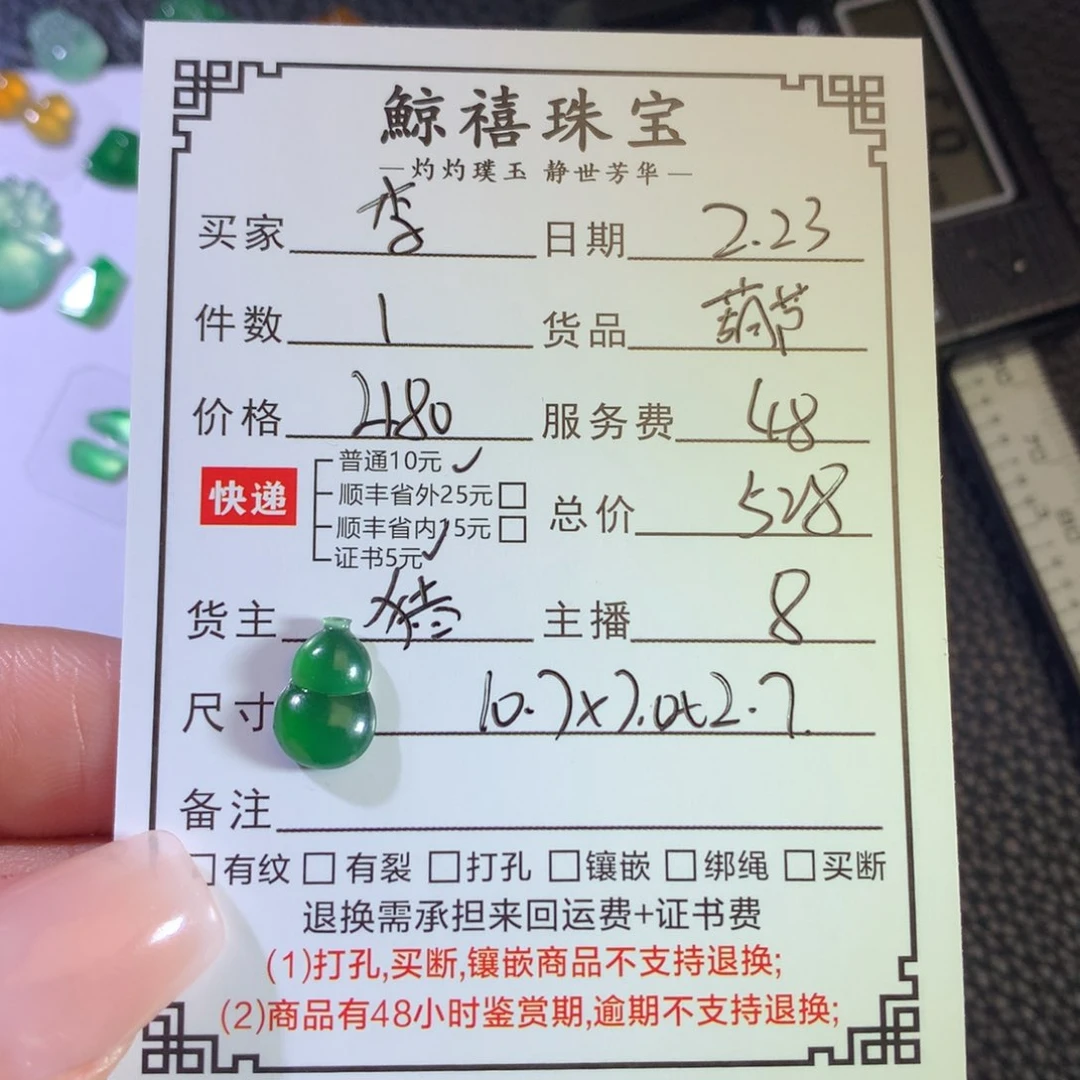 鲸禧珠宝
—灼灼璞玉 静世芳华—
买家 李 日期 2.23
件数 1 货品 葫芦
价格 480 服务费 48
普通10元 ✓
快递 顺丰省外25元 □ 总价 528
顺丰省内15元 □
证书5元 ✓
货主 主播 8
尺寸 10.7x7.0x2.7
备注
□有纹 □有裂 □打孔 □镶嵌 □绑绳 □买断
退换需承担来回运费+证书费
(1)打孔,买断,镶嵌商品不支持退换;
(2)商品有48小时鉴赏期,逾期不支持退换;